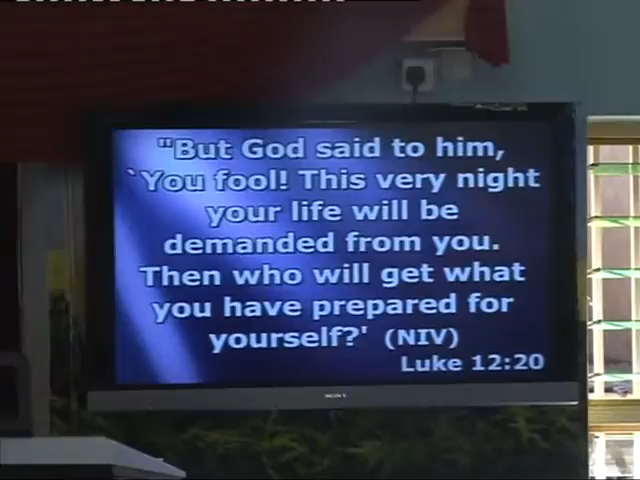 "But God said to him,
`You fool! This very night
your life will be
demanded from you.
Then who will get what
you have prepared for
yourself?' (NIV)
Luke 12:20
SONY